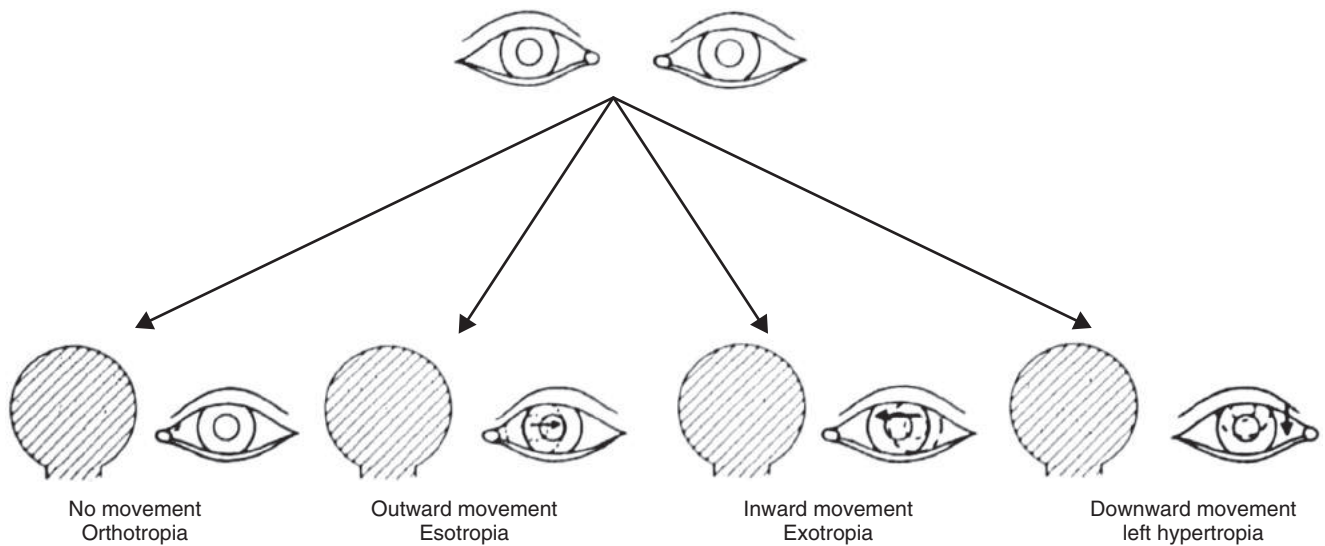 No movement
Orthotropia
Outward movement
Esotropia
Inward movement
Exotropia
Downward movement
left hypertropia